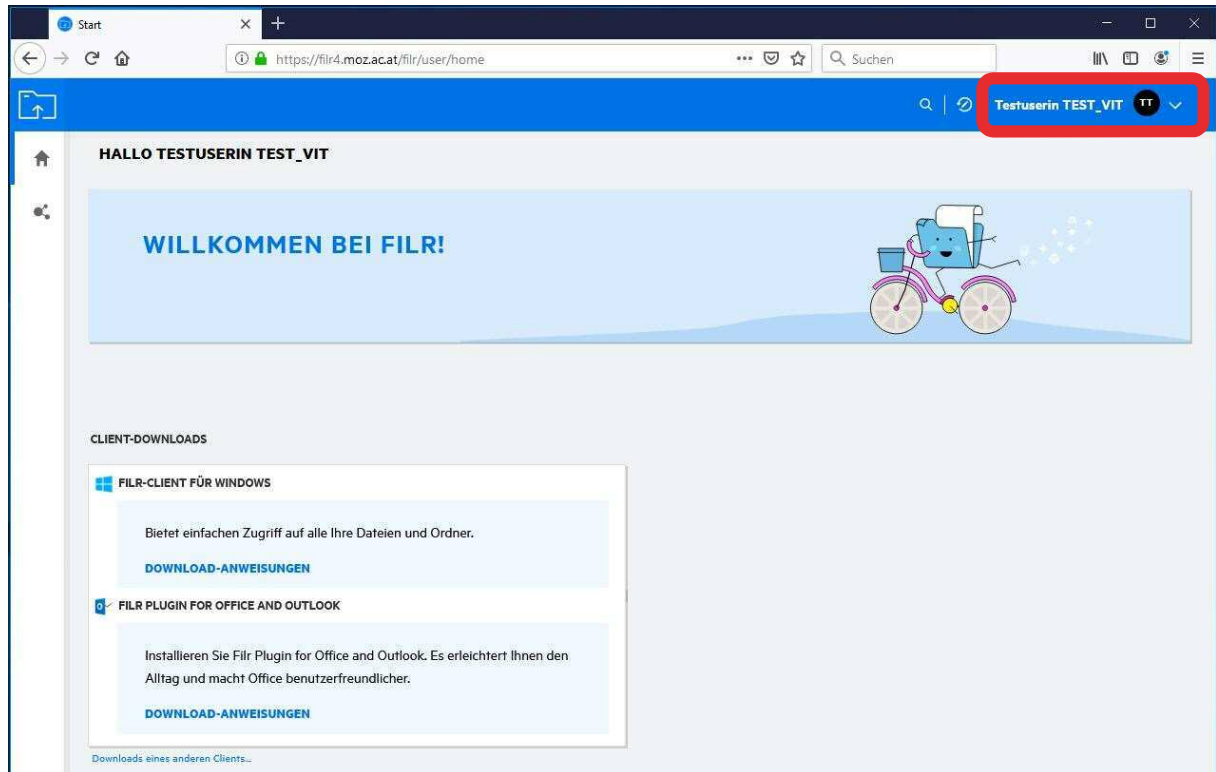 Start
https://filr4.moz.ac.at/filr/user/home
Suchen
Testuserin TEST_VIT TT
HALLO TESTUSERIN TEST_VIT
WILLKOMMEN BEI FILR!
CLIENT-DOWNLOADS
FILR-CLIENT FÜR WINDOWS
Bietet einfachen Zugriff auf alle Ihre Dateien und Ordner.
DOWNLOAD-ANWEISUNGEN
FILR PLUGIN FOR OFFICE AND OUTLOOK
Installieren Sie Filr Plugin for Office and Outlook. Es erleichtert Ihnen den
Alltag und macht Office benutzerfreundlicher.
DOWNLOAD-ANWEISUNGEN
Downloads eines anderen Clients...